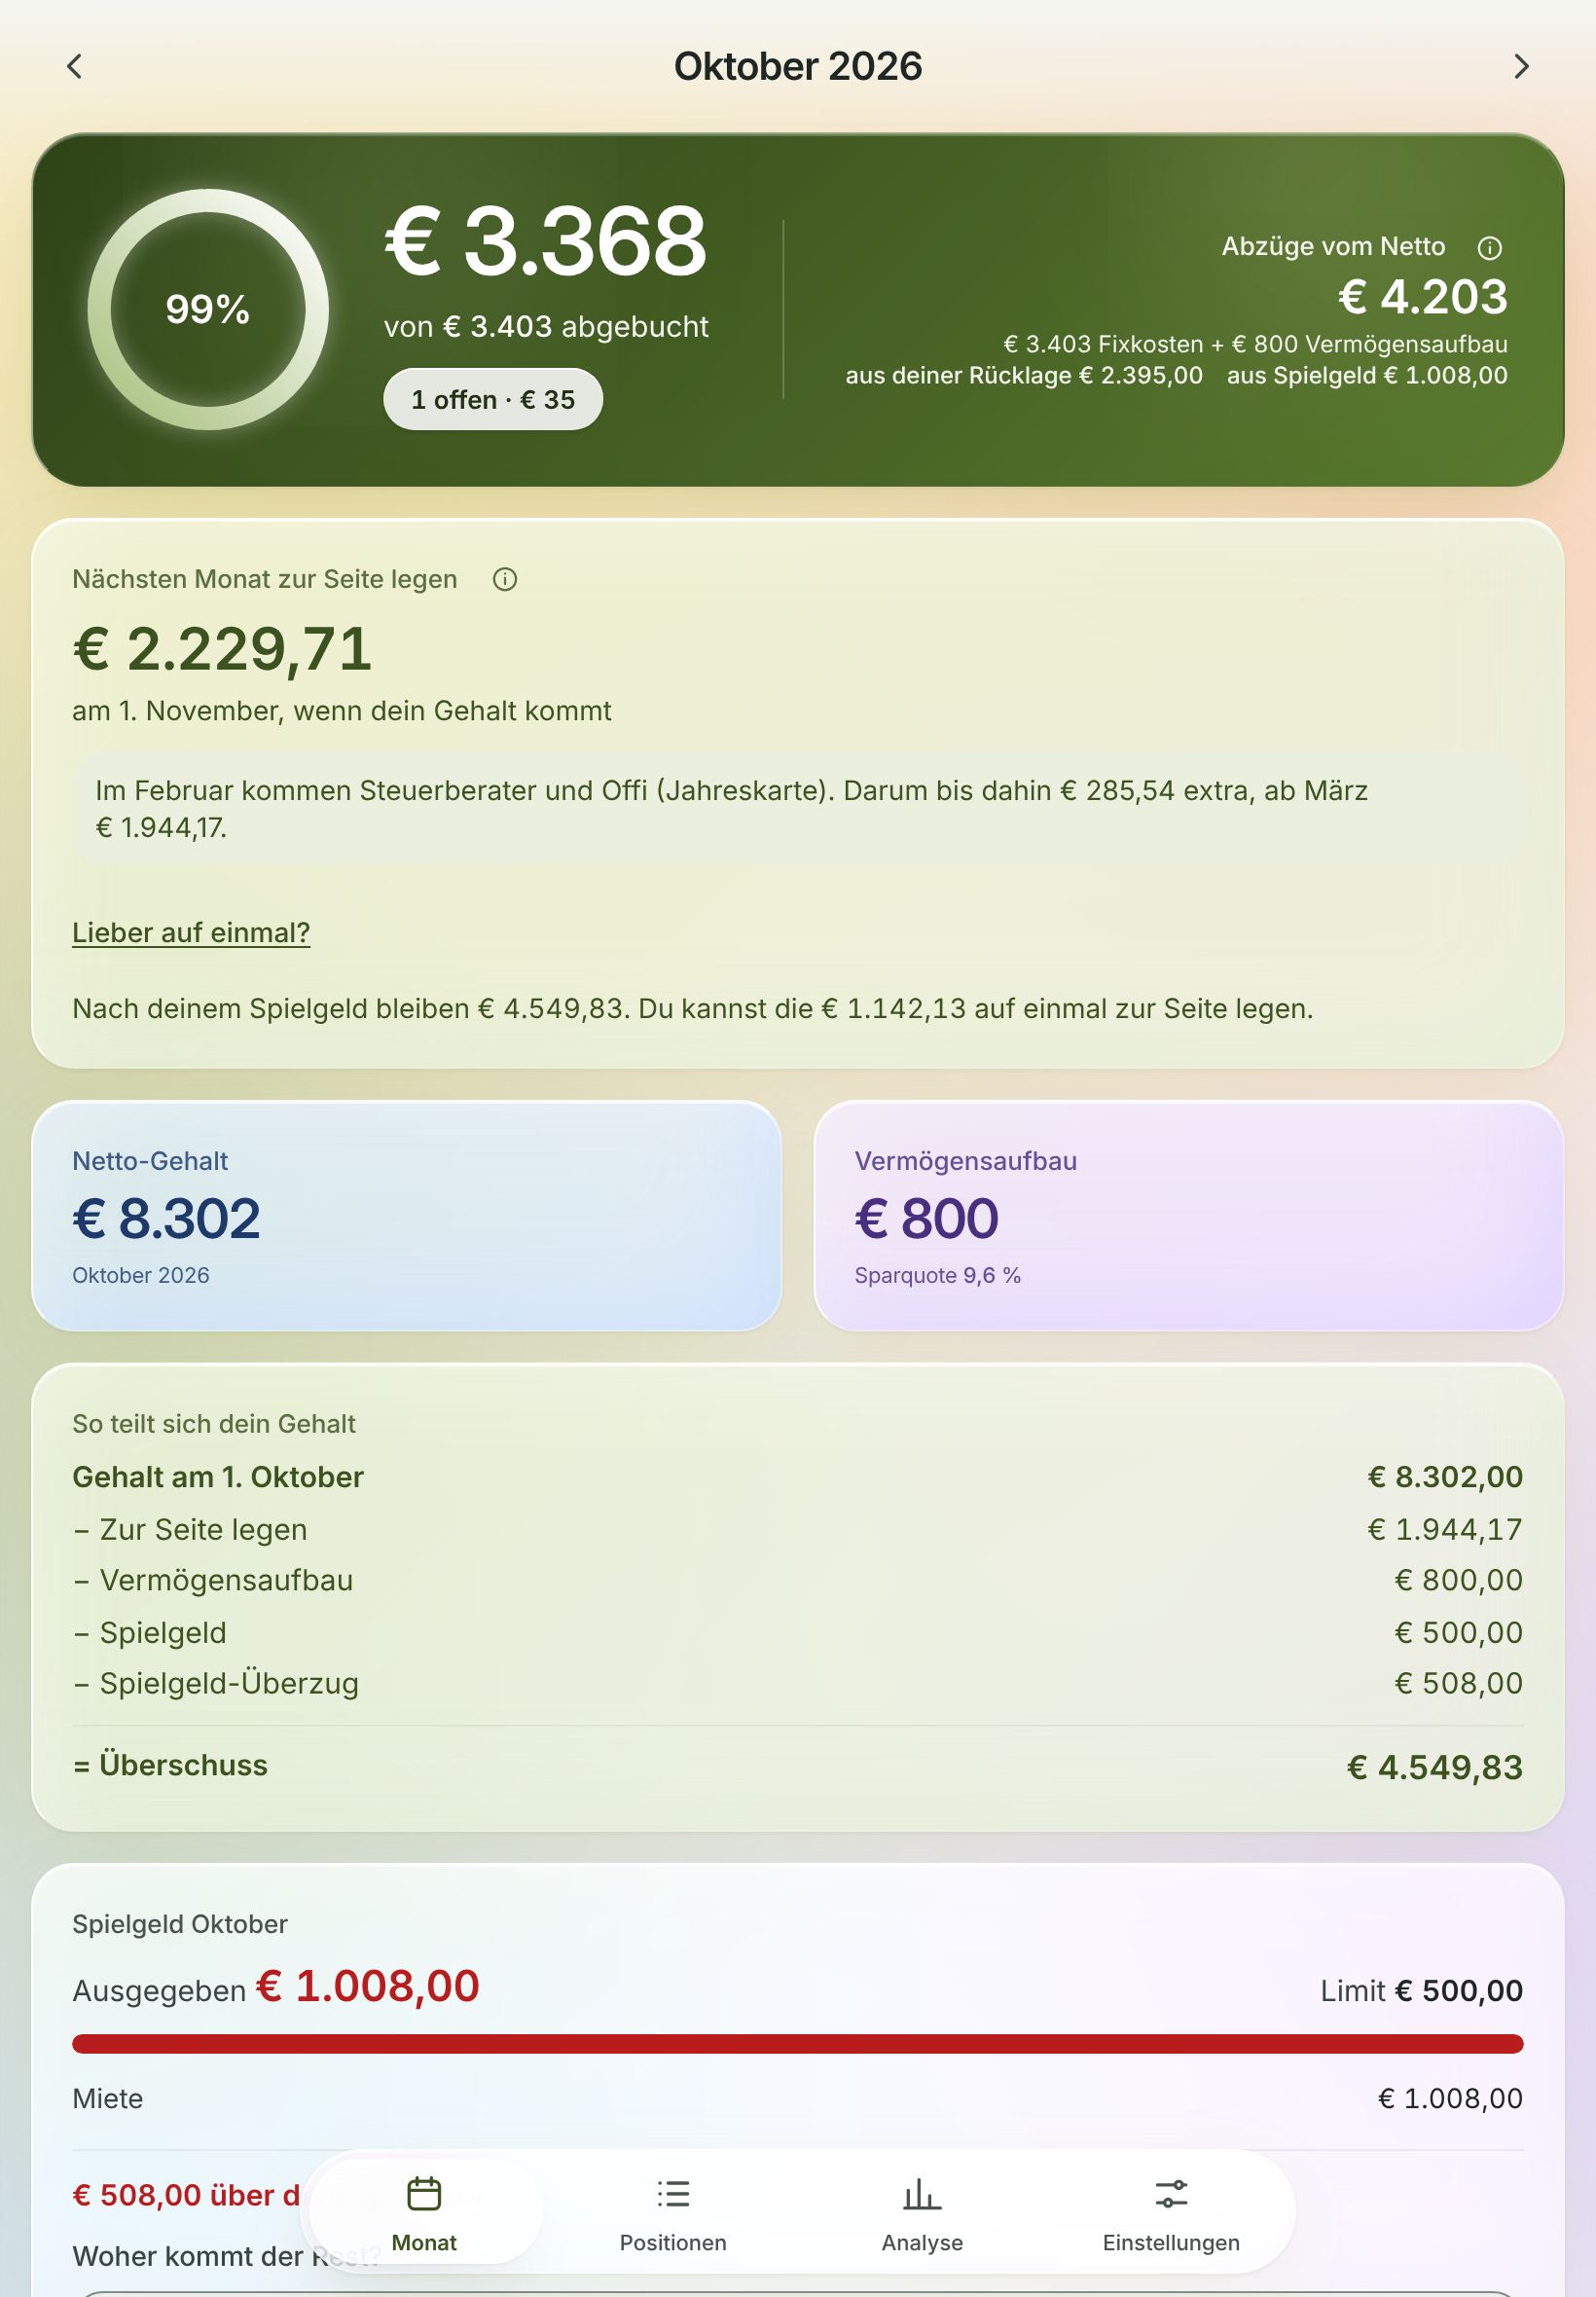 Oktober 2026
99%
€ 3.368
von € 3.403 abgebucht
1 offen · € 35
Abzüge vom Netto
€ 4.203
€ 3.403 Fixkosten + € 800 Vermögensaufbau
aus deiner Rücklage € 2.395,00 aus Spielgeld € 1.008,00
Nächsten Monat zur Seite legen
€ 2.229,71
am 1. November, wenn dein Gehalt kommt
Im Februar kommen Steuerberater und Offi (Jahreskarte). Darum bis dahin € 285,54 extra, ab März
€ 1.944,17.
Lieber auf einmal?
Nach deinem Spielgeld bleiben € 4.549,83. Du kannst die € 1.142,13 auf einmal zur Seite legen.
Netto-Gehalt
€ 8.302
Oktober 2026
Vermögensaufbau
€ 800
Sparquote 9,6 %
So teilt sich dein Gehalt
Gehalt am 1. Oktober € 8.302,00
− Zur Seite legen € 1.944,17
− Vermögensaufbau € 800,00
− Spielgeld € 500,00
− Spielgeld-Überzug € 508,00
= Überschuss € 4.549,83
Spielgeld Oktober
Ausgegeben € 1.008,00 Limit € 500,00
Miete € 1.008,00
€ 508,00 über
Woher kommt der Rest?
Monat
Positionen
Analyse
Einstellungen